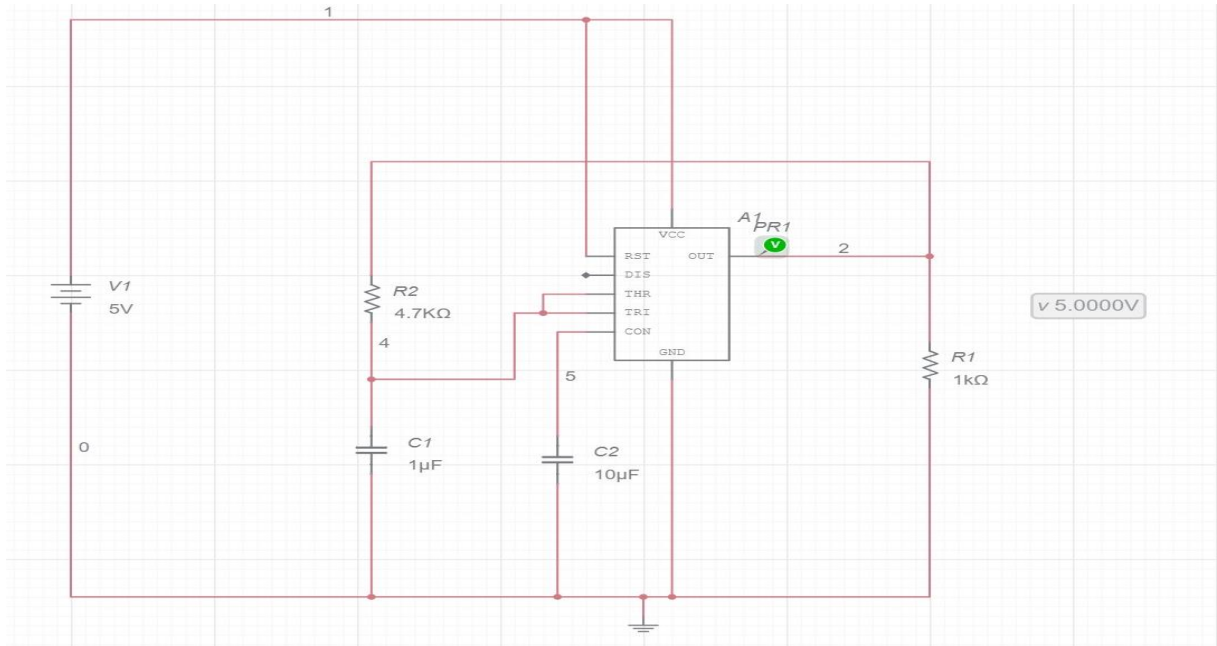 1
A1
PR1
VCC
V
RST
OUT
2
DIS
V1
5V
R2
4.7KΩ
THR
TRI
v 5.0000V
CON
4
GND
R1
1kΩ
5
0
C1
1µF
C2
10µF